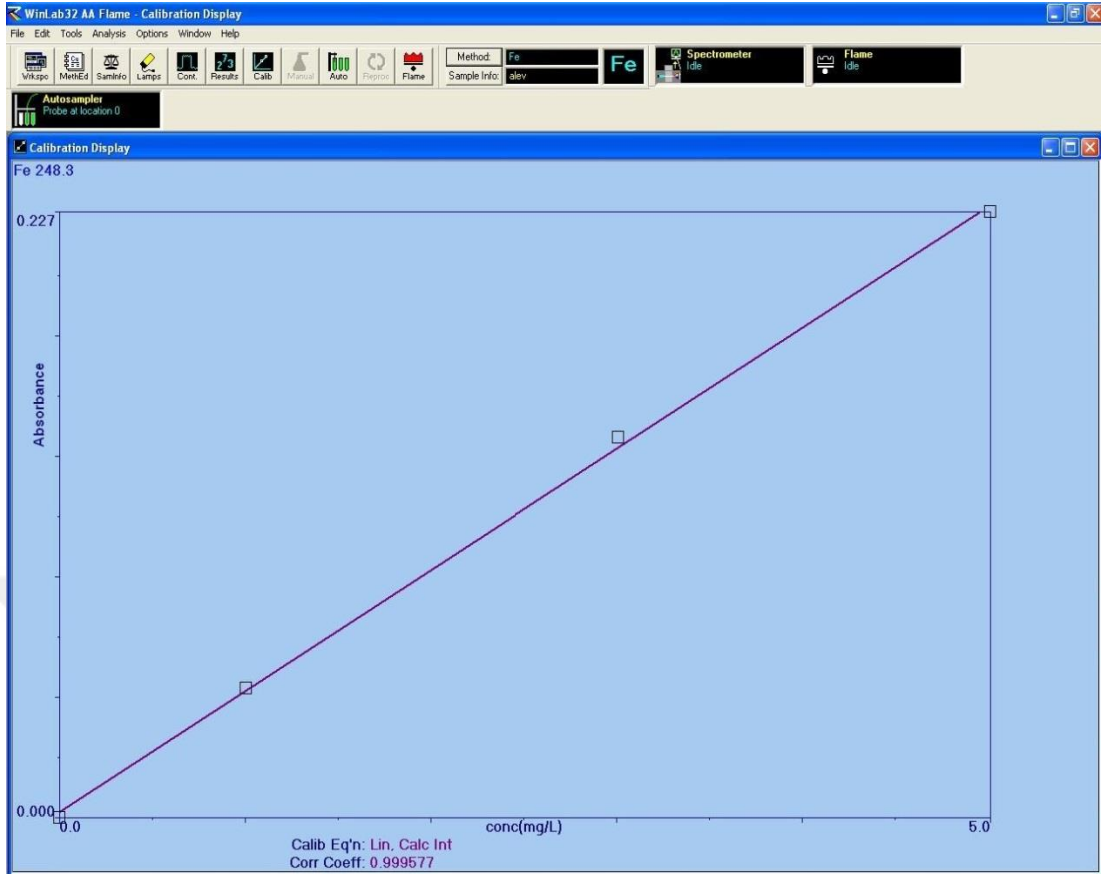 WinLab32 AA Flame - Calibration Display
File Edit Tools Analysis Options Window Help
Wrkspc MethEd SamInfo Lamps Cont. Results Calib Manual Auto Reproc Flame
Method: Fe
Sample Info: alev
Fe
Spectrometer
Idle
Flame
Idle
Autosampler
Probe at location 0
Calibration Display
Fe 248.3
0.227
Absorbance
0.000
0.0 conc(mg/L) 5.0
Calib Eq'n: Lin, Calc Int
Corr Coeff: 0.999577